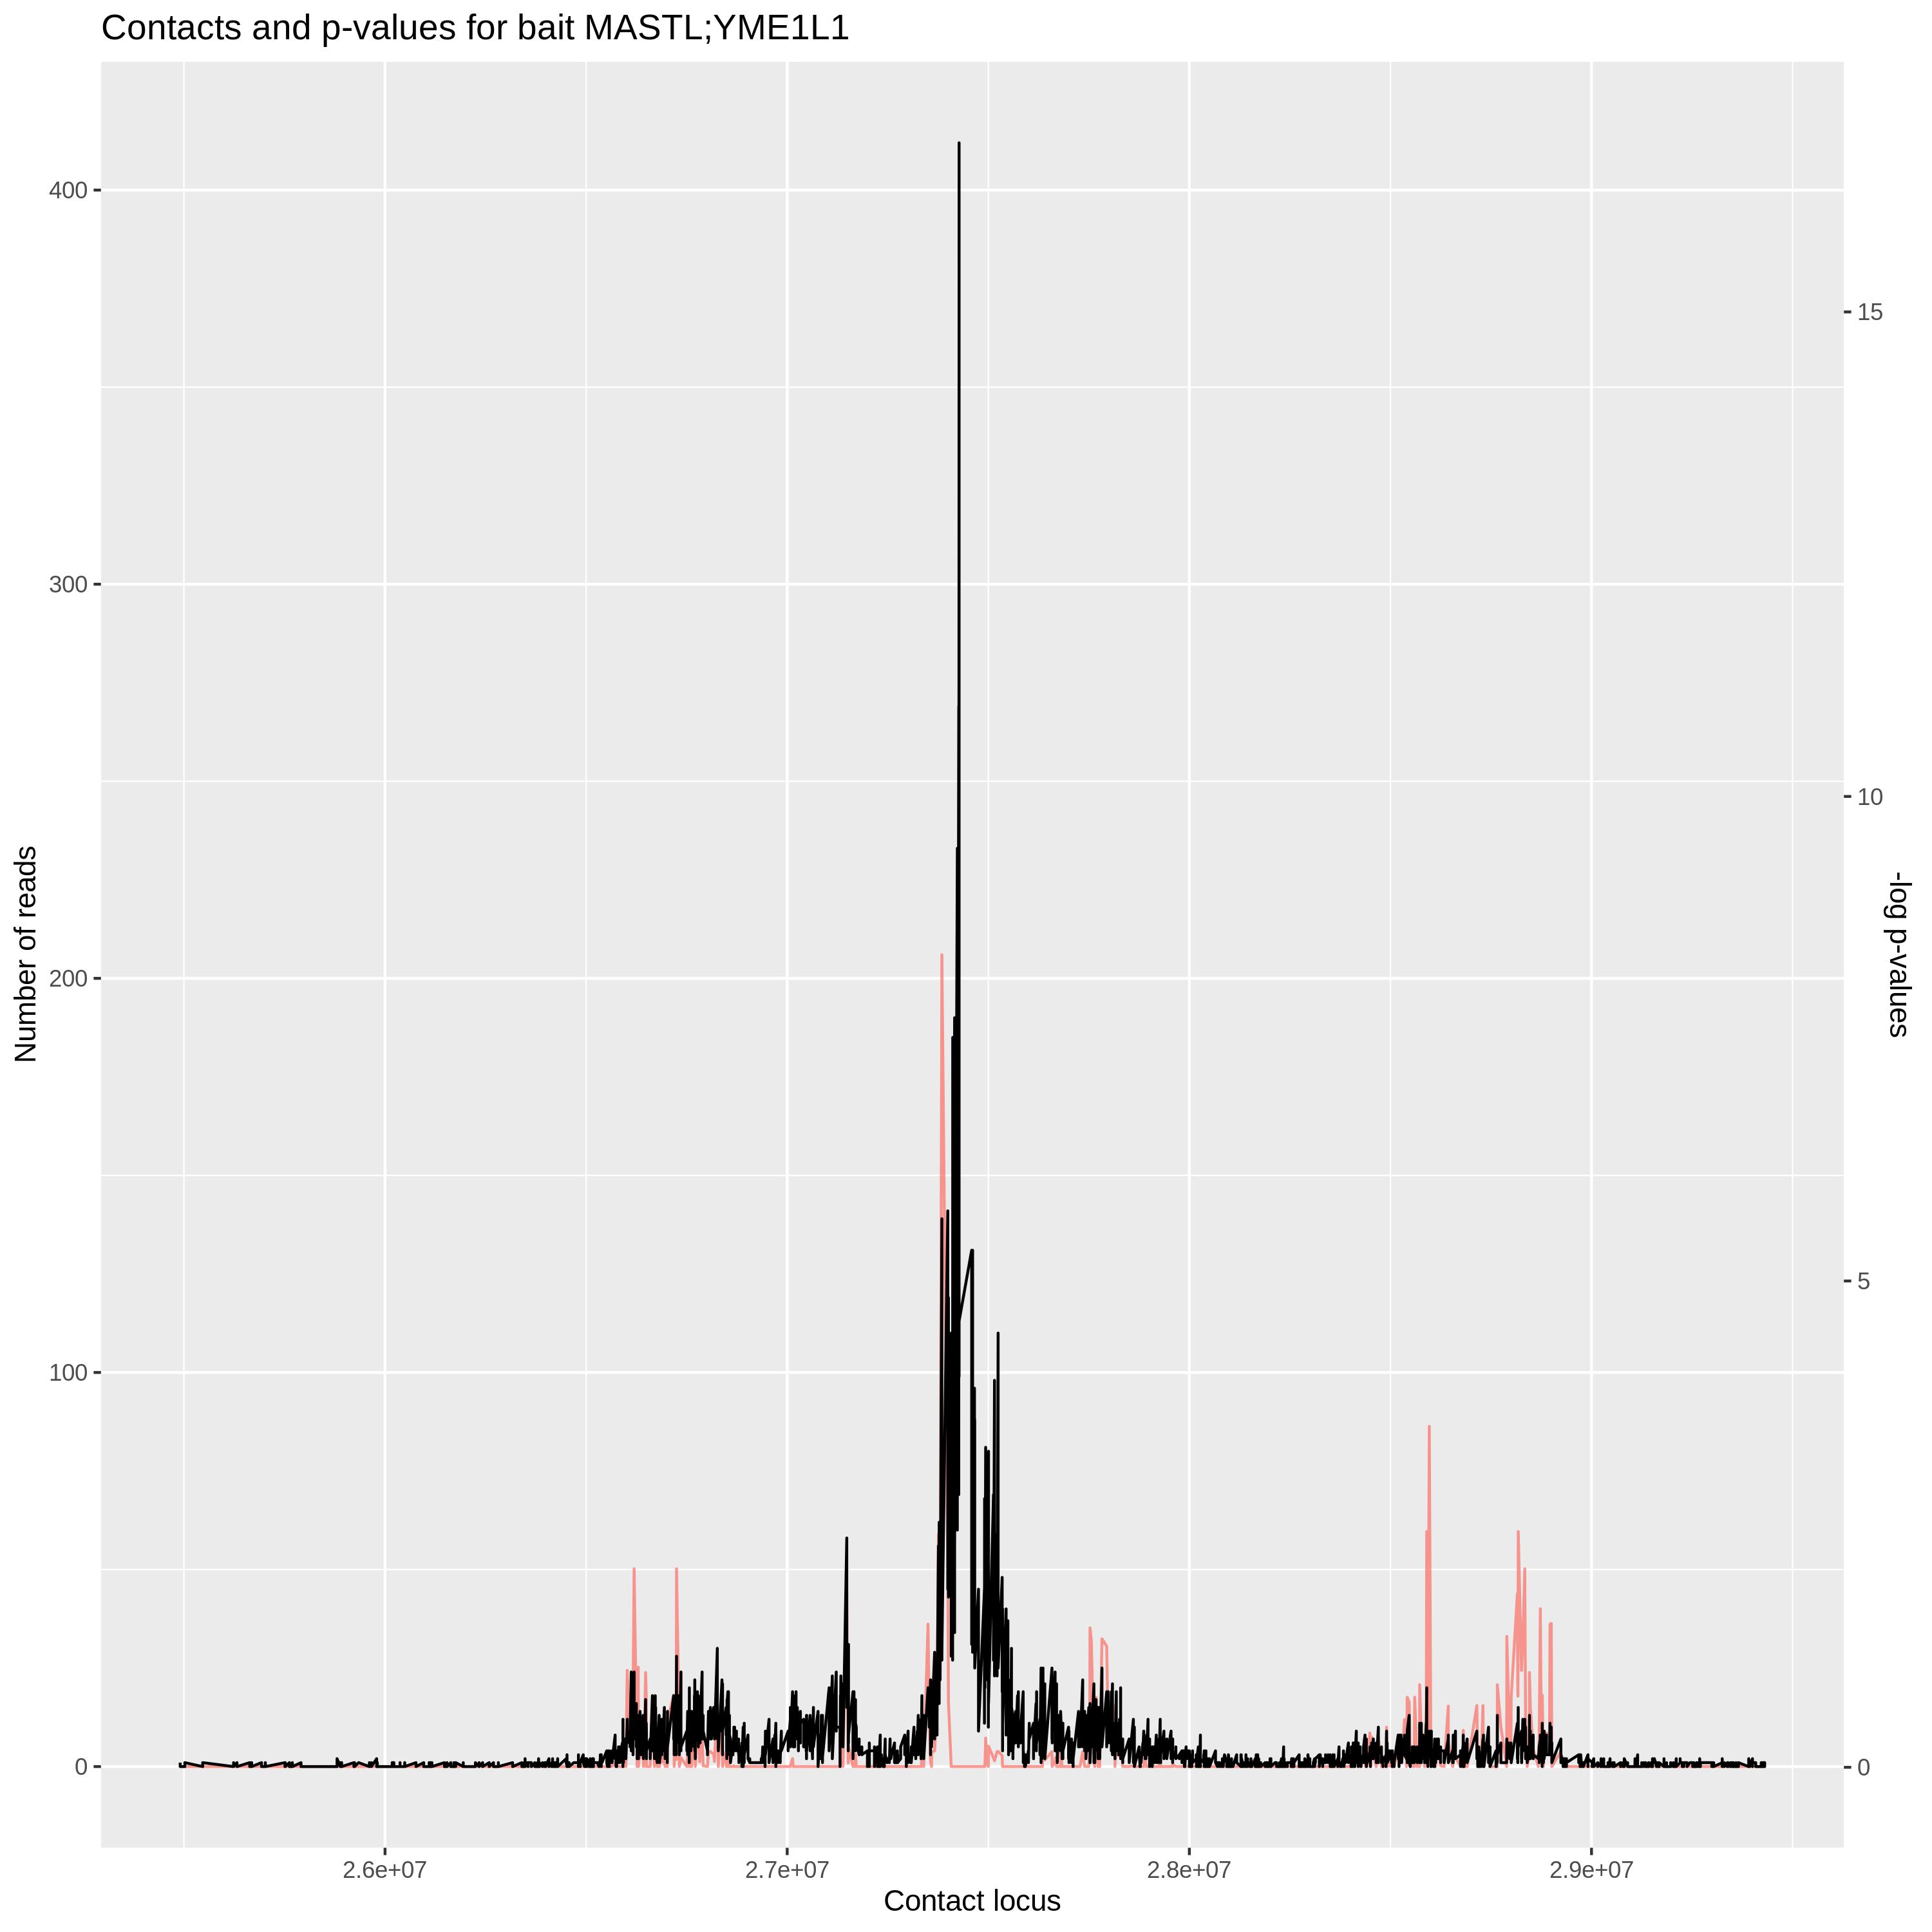 Contacts and p-values for bait MASTL;YME1L1
400
300
200
100
0
Number of reads
15
10
5
0
-log p-values
2.6e+07
2.7e+07
2.8e+07
2.9e+07
Contact locus